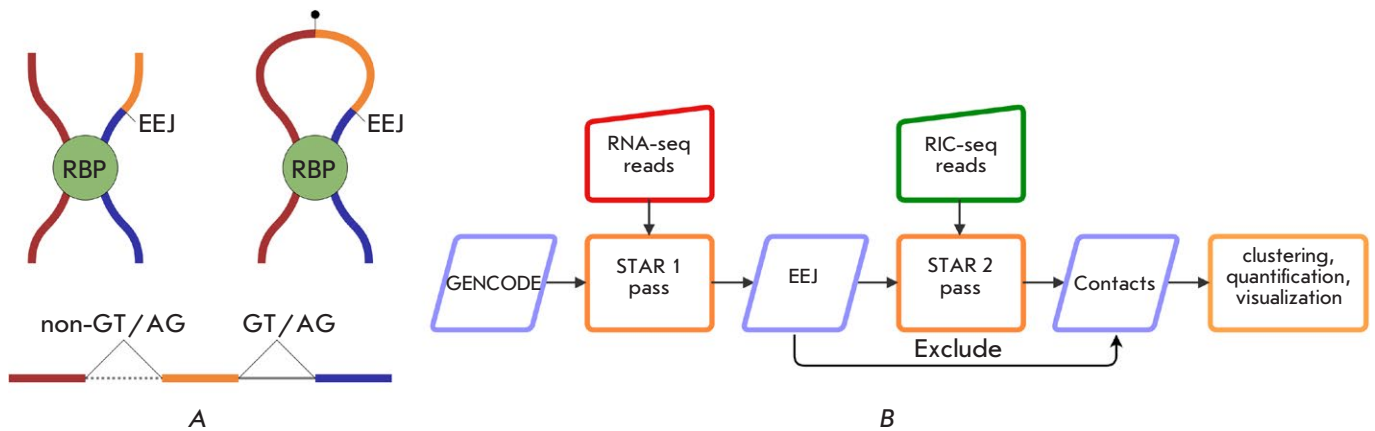 EEJ
EEJ
RBP
RBP
non-GT/AG
GT/AG
A
RNA-seq
reads
RIC-seq
reads
GENCODE
STAR 1
pass
EEJ
STAR 2
pass
Contacts
clustering,
quantification,
visualization
Exclude
B